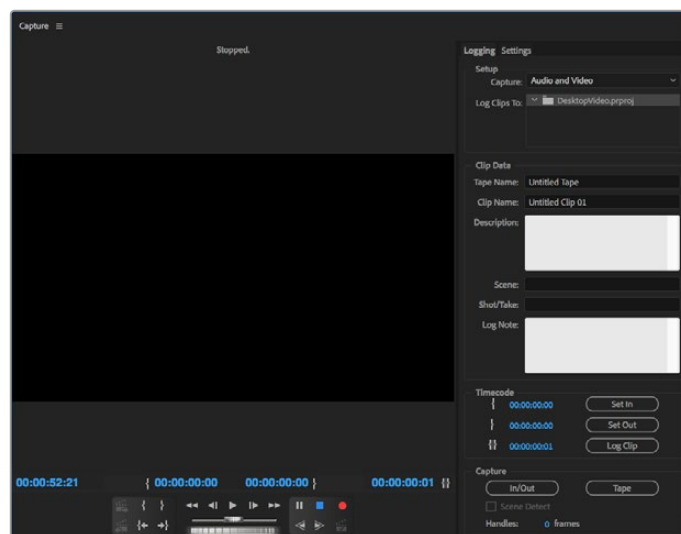 Capture
Stopped.
Logging Settings
Setup
Capture: Audio and Video
Log Clips To: DesktopVideo.prproj
Clip Data
Tape Name: Untitled Tape
Clip Name: Untitled Clip 01
Description:
Scene:
Shot/Take:
Log Note:
Timecode
{ 00:00:00:00 Set In
} 00:00:00:00 Set Out
{} 00:00:00:01 Log Clip
Capture
In/Out Tape
Scene Detect
Handles: 0 frames
00:00:52:21 { 00:00:00:00 00:00:00:00 } 00:00:00:01 {}